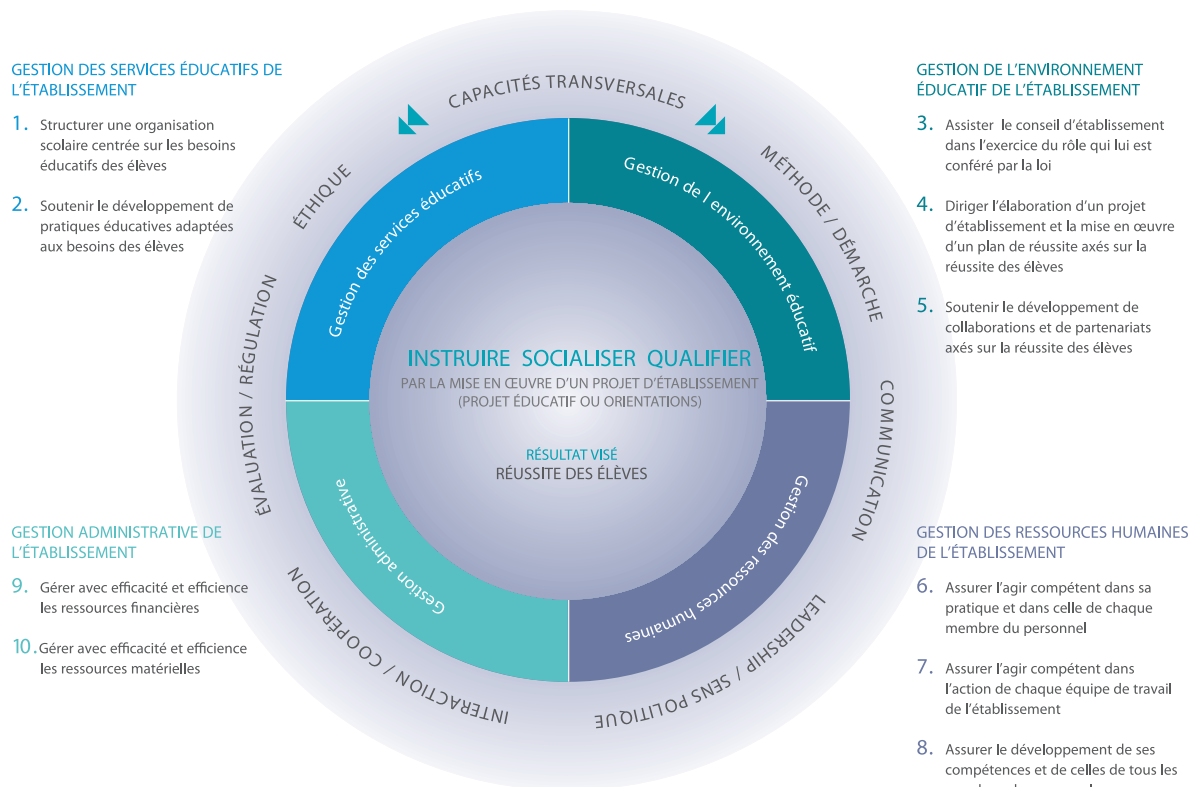 CAPACITÉS TRANSVERSALES
ÉTHIQUE
MÉTHODE / DÉMARCHE
ÉVALUATION / RÉGULATION
COMMUNICATION
INTERACTION / COOPÉRATION
LEADERSHIP / SENS POLITIQUE
GESTION DES SERVICES ÉDUCATIFS DE
L’ÉTABLISSEMENT
1. Structurer une organisation
scolaire centrée sur les besoins
éducatifs des élèves
2. Soutenir le développement de
pratiques éducatives adaptées
aux besoins des élèves
GESTION DE L’ENVIRONNEMENT
ÉDUCATIF DE L’ÉTABLISSEMENT
3. Assister le conseil d’établissement
dans l’exercice du rôle qui lui est
conféré par la loi
4. Diriger l’élaboration d’un projet
d’établissement et la mise en œuvre
d’un plan de réussite axés sur la
réussite des élèves
5. Soutenir le développement de
collaborations et de partenariats
axés sur la réussite des élèves
Gestion des services éducatifs
Gestion de l environnement éducatif
INSTRUIRE SOCIALISER QUALIFIER
PAR LA MISE EN ŒUVRE D’UN PROJET D’ÉTABLISSEMENT
(PROJET ÉDUCATIF OU ORIENTATIONS)
RÉSULTAT VISÉ
RÉUSSITE DES ÉLÈVES
Gestion administrative
Gestion des ressources humaines
GESTION ADMINISTRATIVE DE
L’ÉTABLISSEMENT
9. Gérer avec efficacité et efficience
les ressources financières
10. Gérer avec efficacité et efficience
les ressources matérielles
GESTION DES RESSOURCES HUMAINES
DE L’ÉTABLISSEMENT
6. Assurer l’agir compétent dans sa
pratique et dans celle de chaque
membre du personnel
7. Assurer l’agir compétent dans
l’action de chaque équipe de travail
de l’établissement
8. Assurer le développement de ses
compétences et de celles de tous les